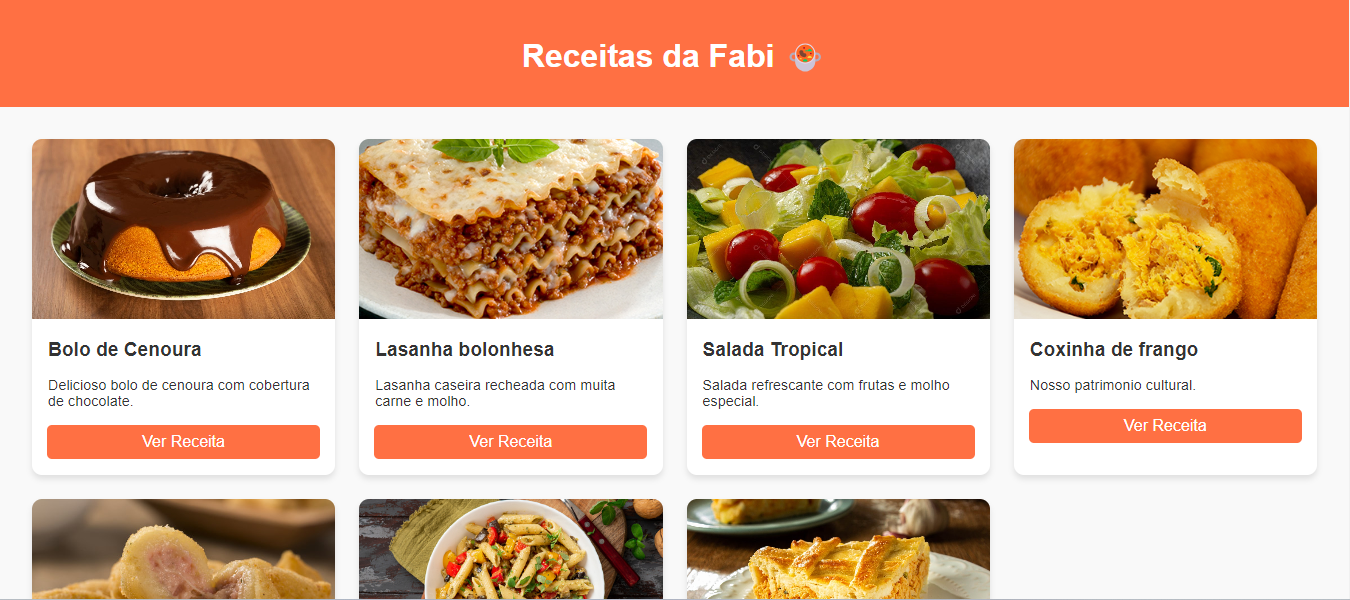 Receitas da Fabi
Bolo de Cenoura
Delicioso bolo de cenoura com cobertura
de chocolate.
Ver Receita
Lasanha bolonhesa
Lasanha caseira recheada com muita
carne e molho.
Ver Receita
Salada Tropical
Salada refrescante com frutas e molho
especial.
Ver Receita
Coxinha de frango
Nosso patrimonio cultural.
Ver Receita